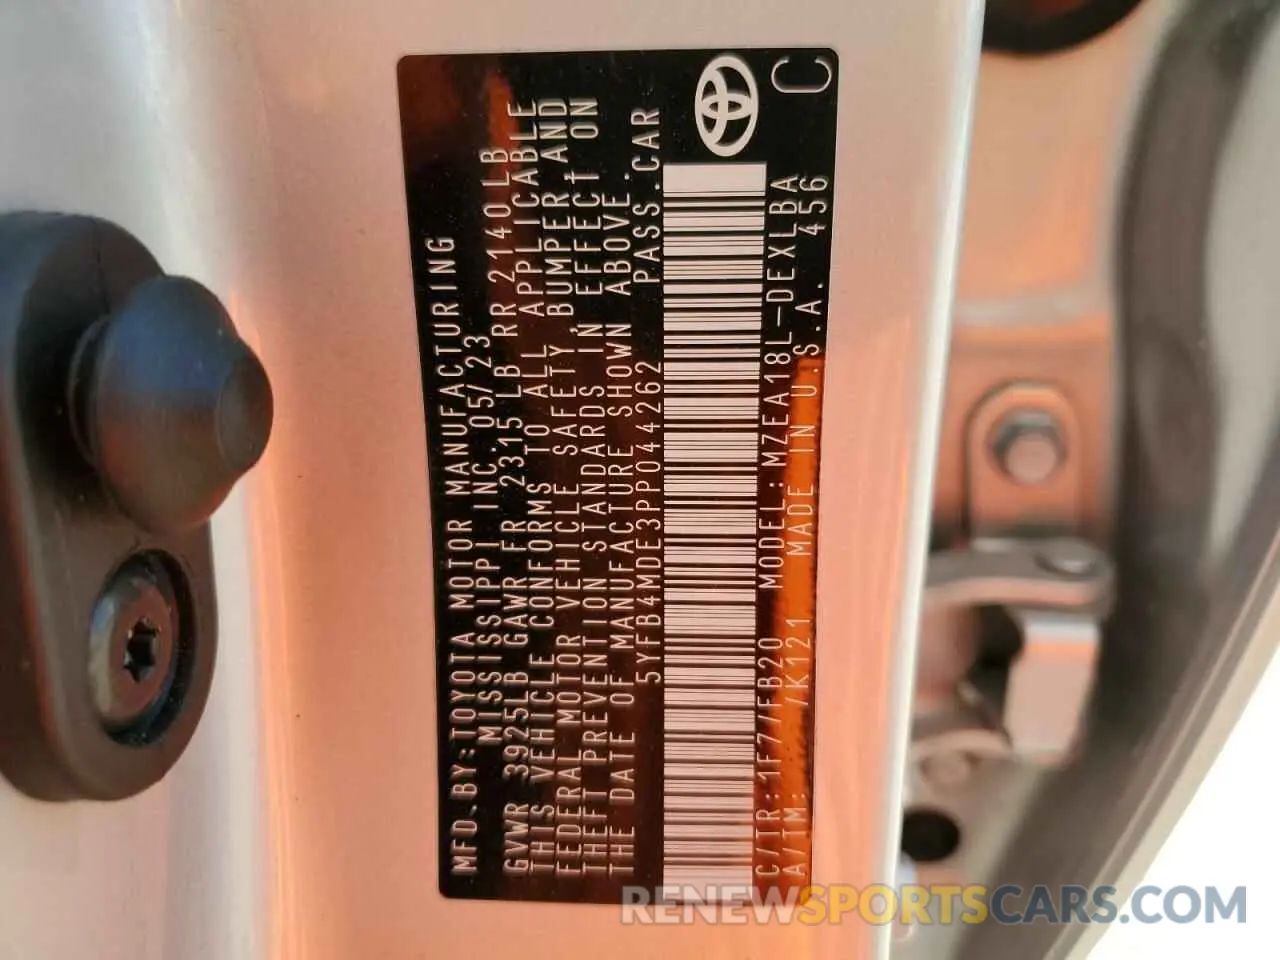 MFD.BY:TOYOTA MOTOR MANUFACTURING
MISSISSIPPI INC. 05/23
GVWR 3925LB GAWR FR 2315 LB RR 2140LB
THIS VEHICLE CONFORMS TO ALL APPLICABLE
FEDERAL MOTOR VEHICLE SAFETY, BUMPER, AND
THEFT PREVENTION STANDARDS IN EFFECT ON
THE DATE OF MANUFACTURE SHOWN ABOVE.
5YFB4MDE3PP044262 PASS.CAR
C/TR:1F7/FB20 MODEL:MZEA18L-DEXLBA
A/TM: /K121 MADE IN U.S.A. 456
C
RENEWSPORTSCARS.COM